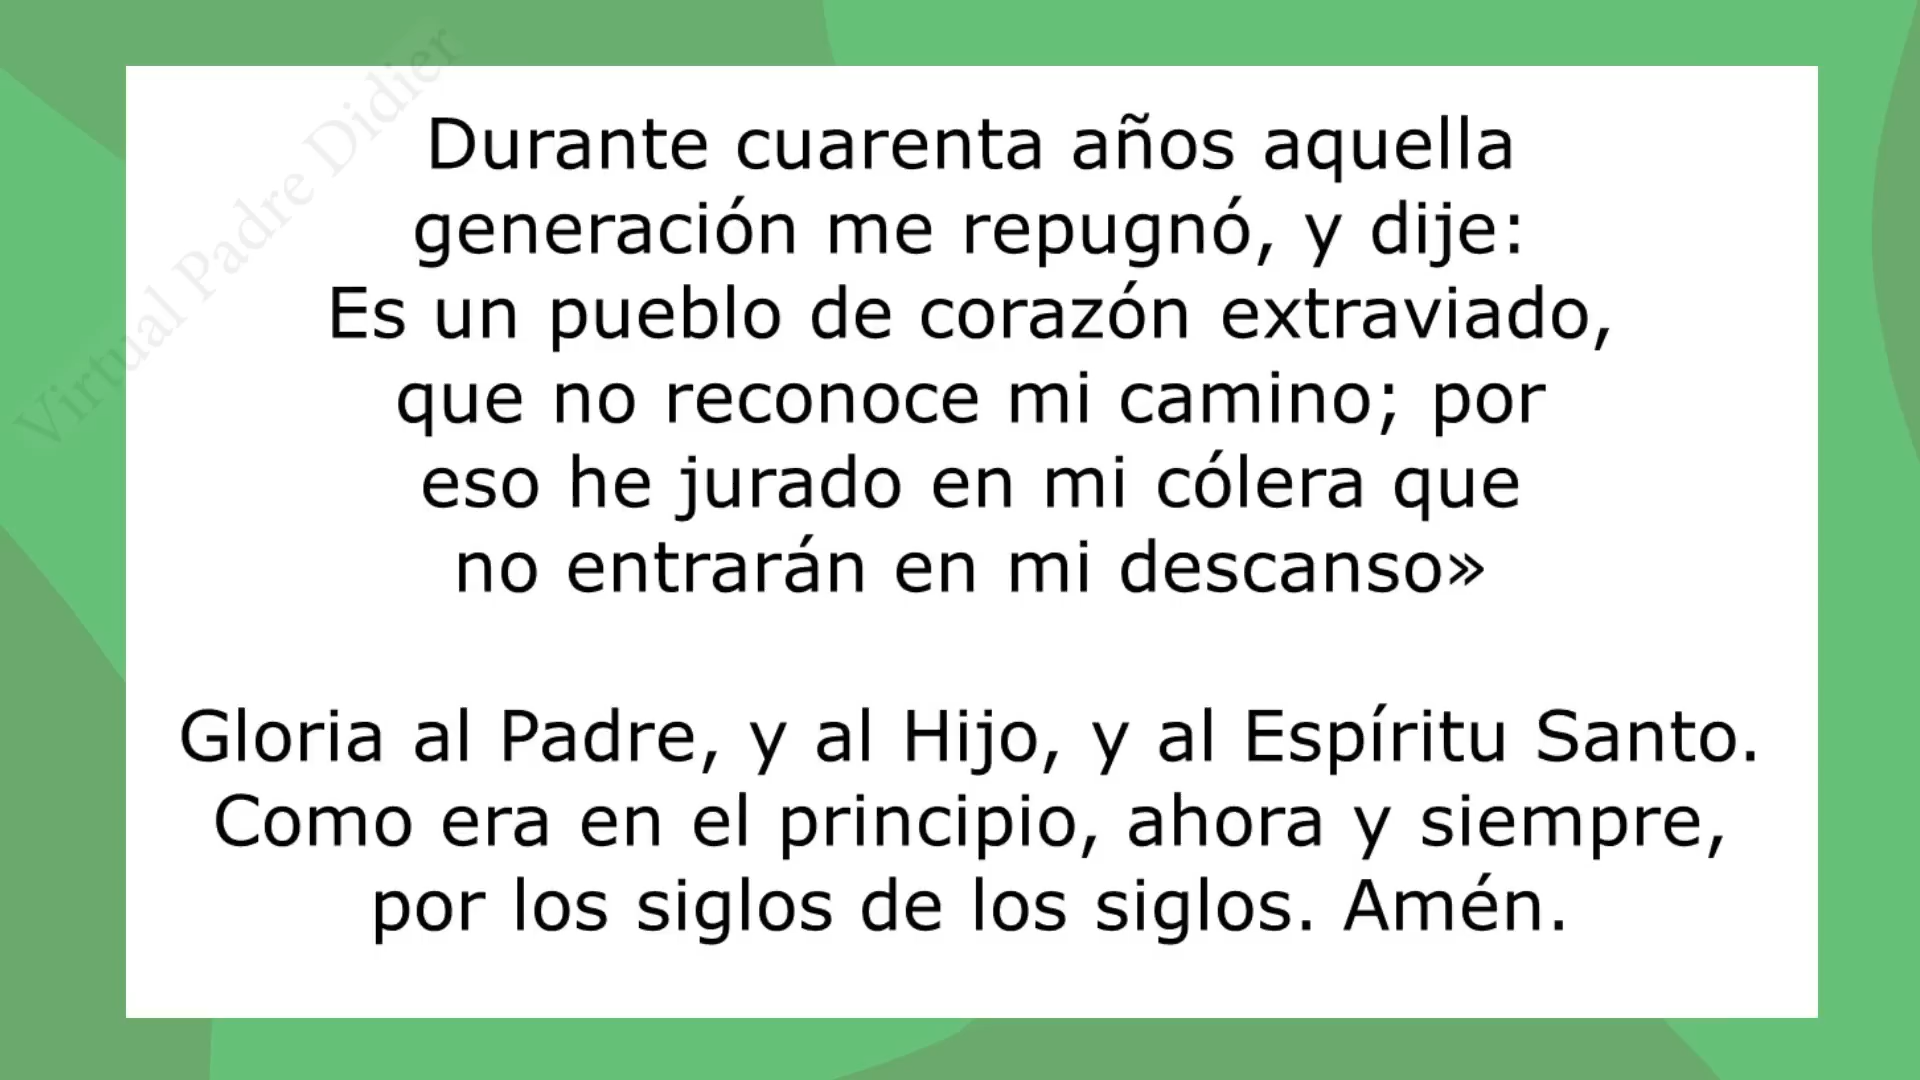 Virtual Padre Didier
Durante cuarenta años aquella
generación me repugnó, y dije:
Es un pueblo de corazón extraviado,
que no reconoce mi camino; por
eso he jurado en mi cólera que
no entrarán en mi descanso»
Gloria al Padre, y al Hijo, y al Espíritu Santo.
Como era en el principio, ahora y siempre,
por los siglos de los siglos. Amén.